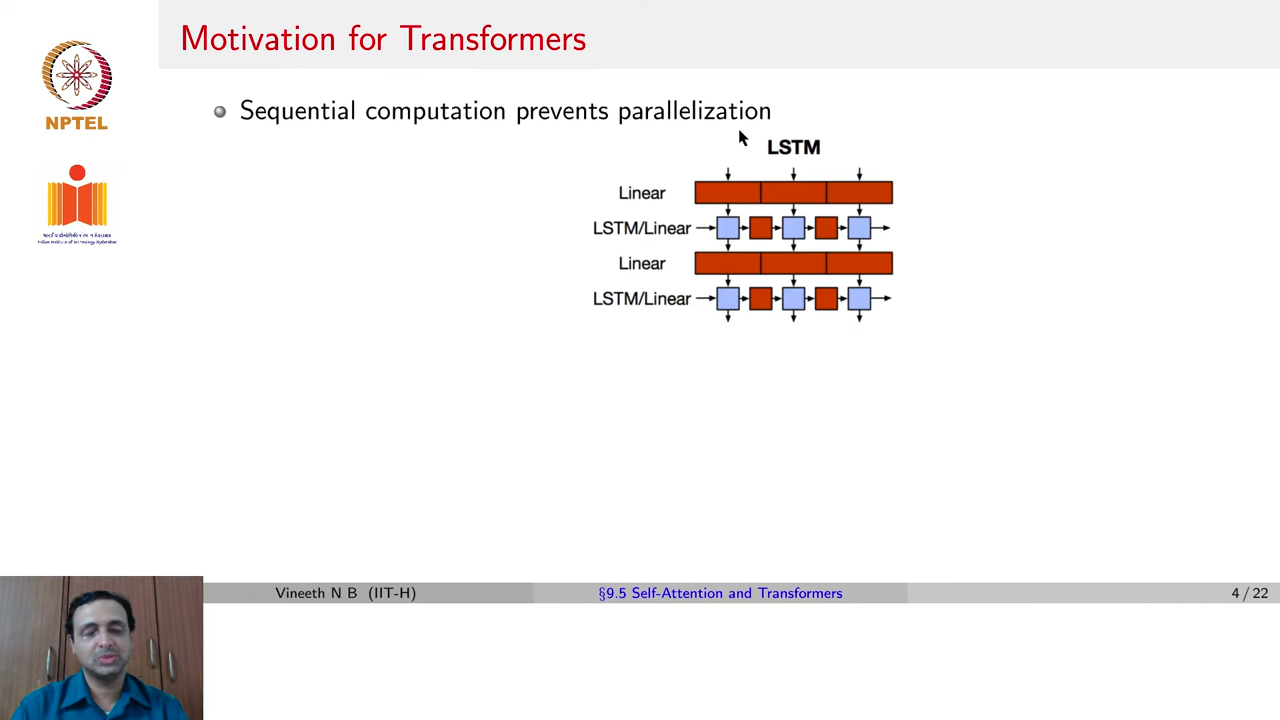 Motivation for Transformers
NPTEL
Sequential computation prevents parallelization
LSTM
Linear
LSTM/Linear
Linear
LSTM/Linear
Vineeth N B (IIT-H)
§9.5 Self-Attention and Transformers
4 / 22